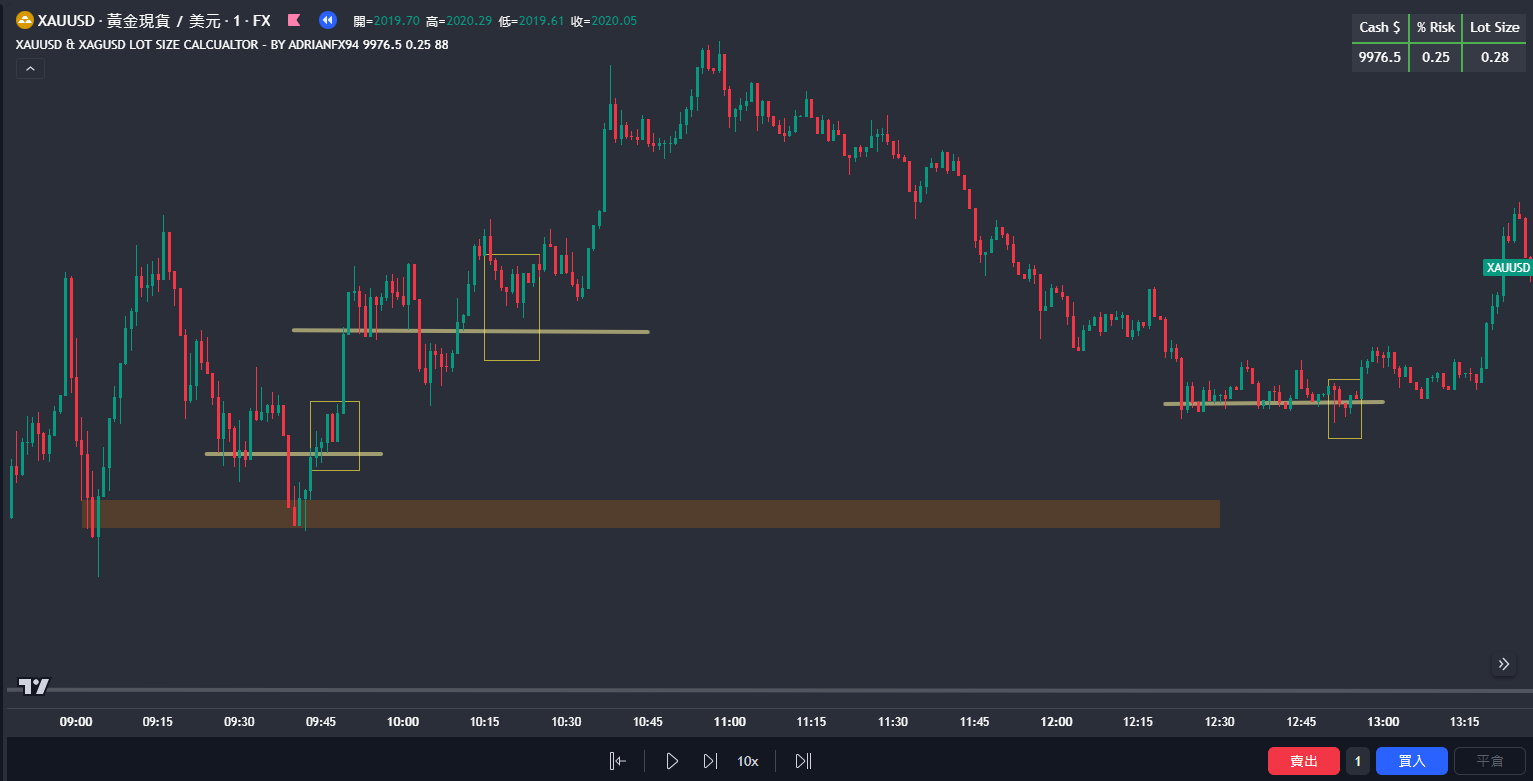 XAUUSD · 黃金現貨 / 美元 · 1 · FX 開=2019.70 高=2020.29 低=2019.61 收=2020.05
XAUUSD & XAGUSD LOT SIZE CALCUALTOR - BY ADRIANFX94 9976.5 0.25 88
Cash $ % Risk Lot Size
9976.5 0.25 0.28
XAUUSD
09:00 09:15 09:30 09:45 10:00 10:15 10:30 10:45 11:00 11:15 11:30 11:45 12:00 12:15 12:30 12:45 13:00 13:15
10x 賣出 1 買入 平倉